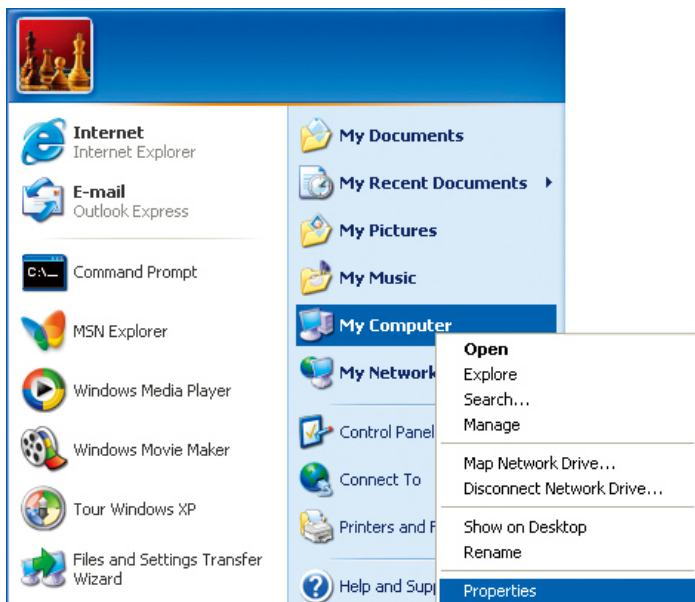 Internet
Internet Explorer
E-mail
Outlook Express
C:\_
Command Prompt
MSN Explorer
Windows Media Player
Windows Movie Maker
Tour Windows XP
Files and Settings Transfer
Wizard
My Documents
My Recent Documents
My Pictures
My Music
My Computer
My Network
Control Panel
Connect To
Printers and
Help and
Open
Explore
Search...
Manage
Map Network Drive...
Disconnect Network Drive...
Show on Desktop
Rename
Properties